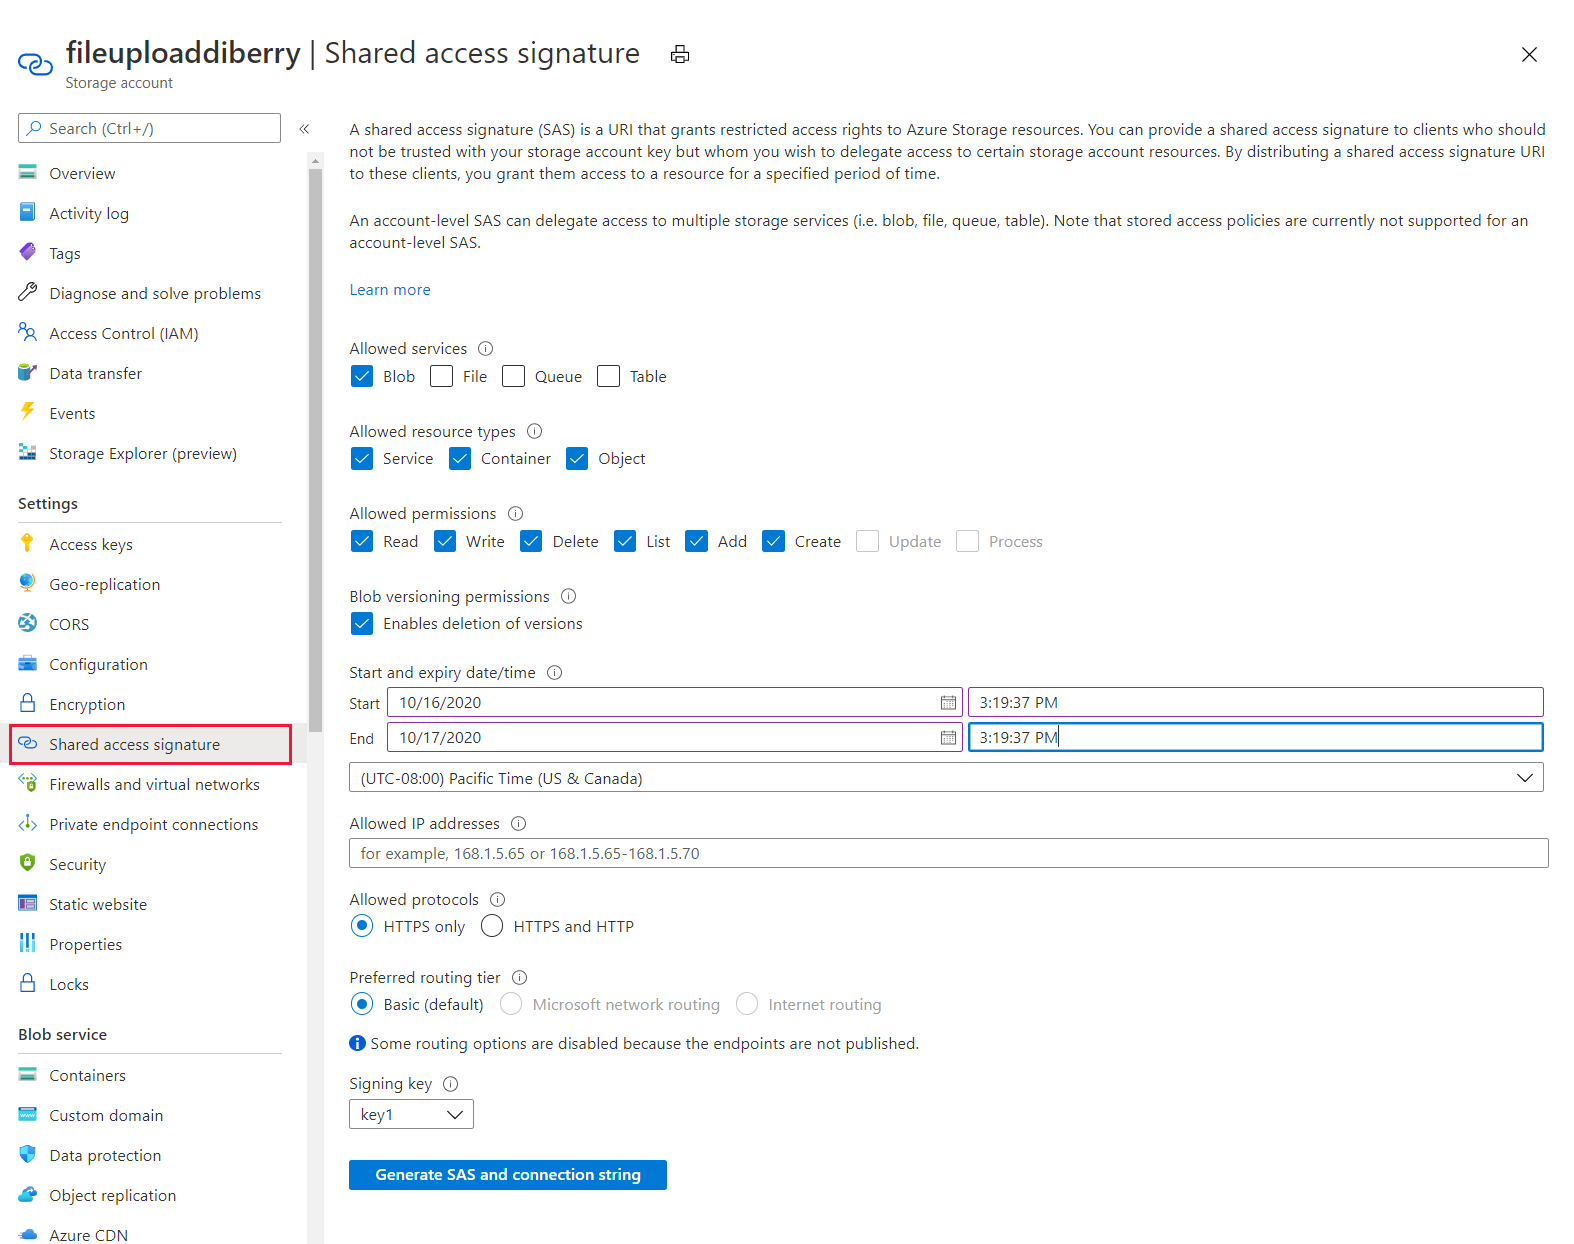 fileuploaddiberry | Shared access signature
Storage account
Search (Ctrl+/)
«
Overview
Activity log
Tags
Diagnose and solve problems
Access Control (IAM)
Data transfer
Events
Storage Explorer (preview)
Settings
Access keys
Geo-replication
CORS
Configuration
Encryption
Shared access signature
Firewalls and virtual networks
Private endpoint connections
Security
Static website
Properties
Locks
Blob service
Containers
Custom domain
Data protection
Object replication
Azure CDN
A shared access signature (SAS) is a URI that grants restricted access rights to Azure Storage resources. You can provide a shared access signature to clients who should
not be trusted with your storage account key but whom you wish to delegate access to certain storage account resources. By distributing a shared access signature URI
to these clients, you grant them access to a resource for a specified period of time.
An account-level SAS can delegate access to multiple storage services (i.e. blob, file, queue, table). Note that stored access policies are currently not supported for an
account-level SAS.
Learn more
Allowed services
Blob File Queue Table
Allowed resource types
Service Container Object
Allowed permissions
Read Write Delete List Add Create Update Process
Blob versioning permissions
Enables deletion of versions
Start and expiry date/time
Start 10/16/2020 3:19:37 PM
End 10/17/2020 3:19:37 PM
(UTC-08:00) Pacific Time (US & Canada)
Allowed IP addresses
for example, 168.1.5.65 or 168.1.5.65-168.1.5.70
Allowed protocols
HTTPS only HTTPS and HTTP
Preferred routing tier
Basic (default) Microsoft network routing Internet routing
Some routing options are disabled because the endpoints are not published.
Signing key
key1
Generate SAS and connection string